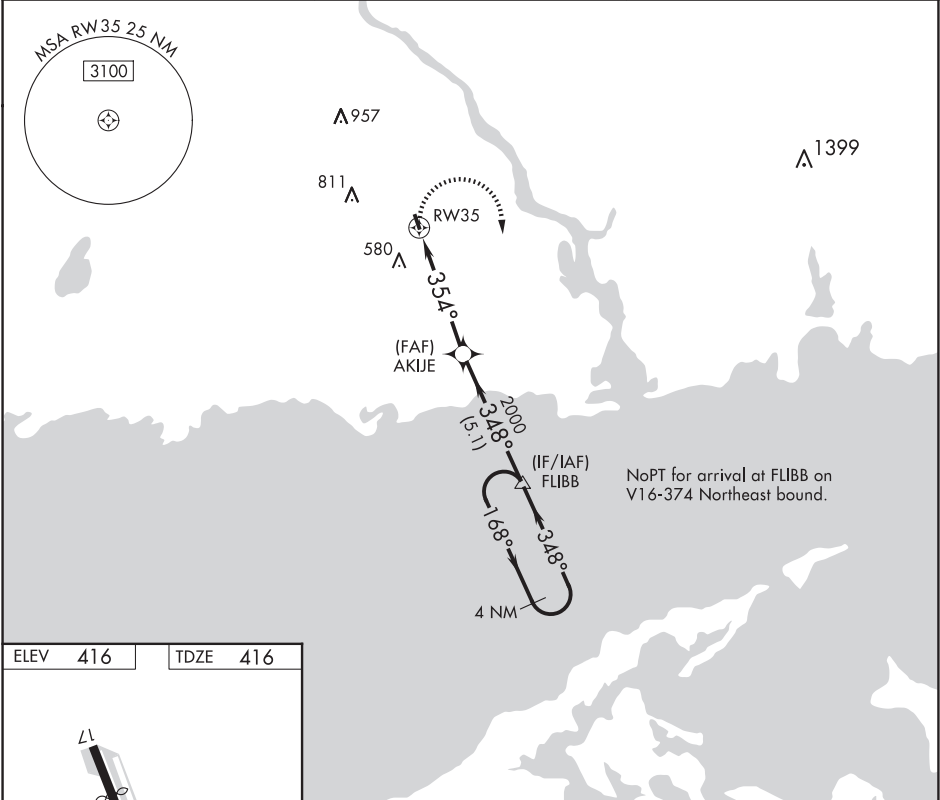 MSA RW35 25 NM
3100
957
1399
811
RW35
580
354°
(FAF)
AKIJE
2000
348°
(5.1)
(IF/IAF)
FLIBB
NoPT for arrival at FLIBB on
V16-374 Northeast bound.
168°
348°
4 NM
ELEV 416
TDZE 416
17